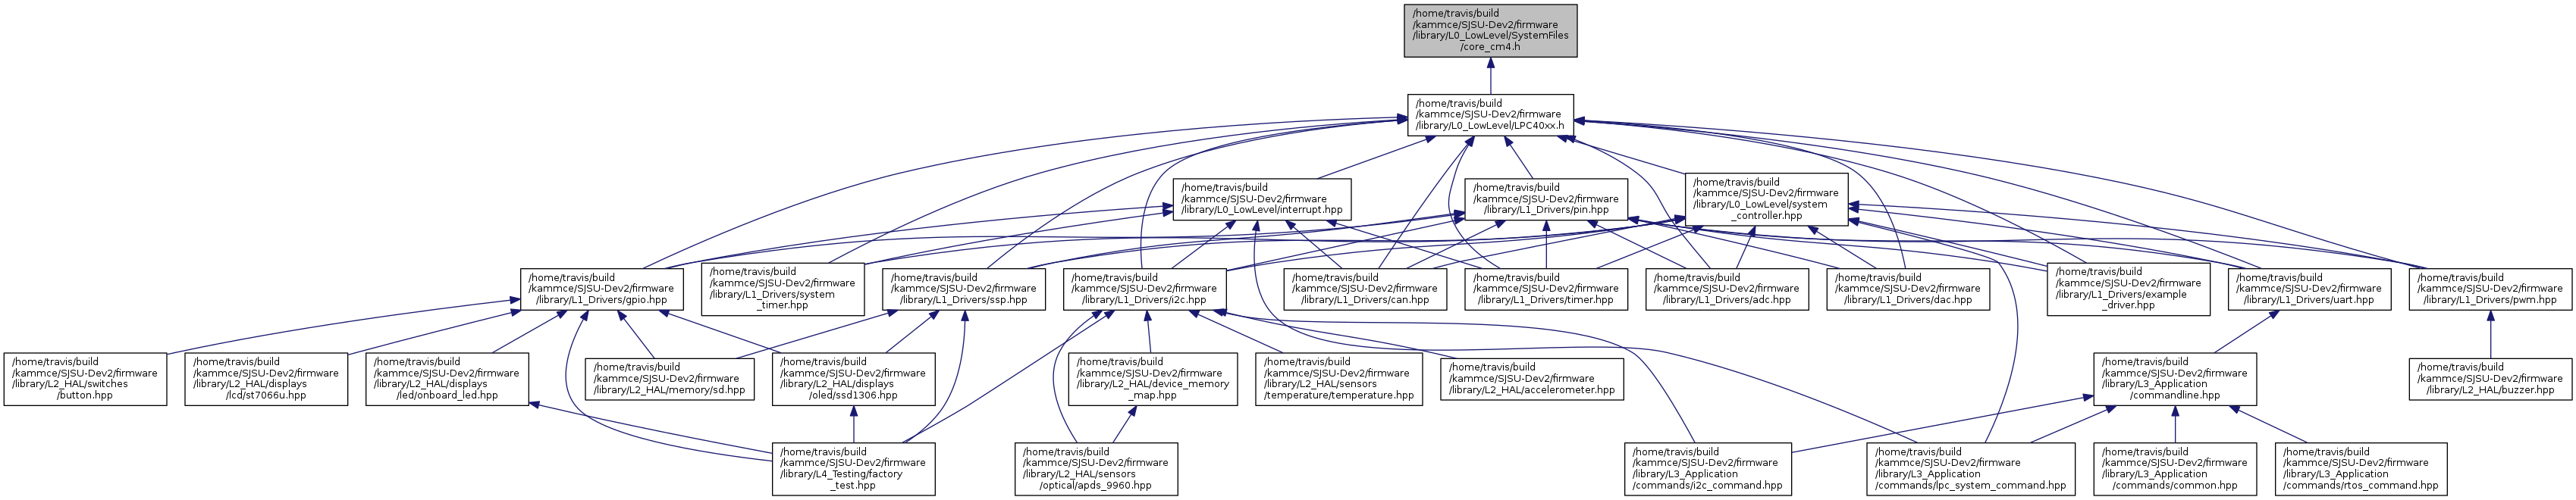 /home/travis/build
/kammce/SJSU-Dev2/firmware
/library/L0_LowLevel/SystemFiles
/core_cm4.h
/home/travis/build
/kammce/SJSU-Dev2/firmware
/library/L0_LowLevel/LPC40xx.h
/home/travis/build
/kammce/SJSU-Dev2/firmware
/library/L0_LowLevel/interrupt.hpp
/home/travis/build
/kammce/SJSU-Dev2/firmware
/library/L1_Drivers/pin.hpp
/home/travis/build
/kammce/SJSU-Dev2/firmware
/library/L0_LowLevel/system
_controller.hpp
/home/travis/build
/kammce/SJSU-Dev2/firmware
/library/L1_Drivers/gpio.hpp
/home/travis/build
/kammce/SJSU-Dev2/firmware
/library/L1_Drivers/system
_timer.hpp
/home/travis/build
/kammce/SJSU-Dev2/firmware
/library/L1_Drivers/ssp.hpp
/home/travis/build
/kammce/SJSU-Dev2/firmware
/library/L1_Drivers/i2c.hpp
/home/travis/build
/kammce/SJSU-Dev2/firmware
/library/L1_Drivers/can.hpp
/home/travis/build
/kammce/SJSU-Dev2/firmware
/library/L1_Drivers/timer.hpp
/home/travis/build
/kammce/SJSU-Dev2/firmware
/library/L1_Drivers/adc.hpp
/home/travis/build
/kammce/SJSU-Dev2/firmware
/library/L1_Drivers/dac.hpp
/home/travis/build
/kammce/SJSU-Dev2/firmware
/library/L1_Drivers/example
_driver.hpp
/home/travis/build
/kammce/SJSU-Dev2/firmware
/library/L1_Drivers/uart.hpp
/home/travis/build
/kammce/SJSU-Dev2/firmware
/library/L1_Drivers/pwm.hpp
/home/travis/build
/kammce/SJSU-Dev2/firmware
/library/L2_HAL/switches
/button.hpp
/home/travis/build
/kammce/SJSU-Dev2/firmware
/library/L2_HAL/displays
/lcd/st7066u.hpp
/home/travis/build
/kammce/SJSU-Dev2/firmware
/library/L2_HAL/displays
/led/onboard_led.hpp
/home/travis/build
/kammce/SJSU-Dev2/firmware
/library/L2_HAL/memory/sd.hpp
/home/travis/build
/kammce/SJSU-Dev2/firmware
/library/L2_HAL/displays
/oled/ssd1306.hpp
/home/travis/build
/kammce/SJSU-Dev2/firmware
/library/L2_HAL/device_memory
_map.hpp
/home/travis/build
/kammce/SJSU-Dev2/firmware
/library/L2_HAL/sensors
/temperature/temperature.hpp
/home/travis/build
/kammce/SJSU-Dev2/firmware
/library/L2_HAL/accelerometer.hpp
/home/travis/build
/kammce/SJSU-Dev2/firmware
/library/L3_Application
/commandline.hpp
/home/travis/build
/kammce/SJSU-Dev2/firmware
/library/L2_HAL/buzzer.hpp
/home/travis/build
/kammce/SJSU-Dev2/firmware
/library/L4_Testing/factory
_test.hpp
/home/travis/build
/kammce/SJSU-Dev2/firmware
/library/L2_HAL/sensors
/optical/apds_9960.hpp
/home/travis/build
/kammce/SJSU-Dev2/firmware
/library/L3_Application
/commands/i2c_command.hpp
/home/travis/build
/kammce/SJSU-Dev2/firmware
/library/L3_Application
/commands/lpc_system_command.hpp
/home/travis/build
/kammce/SJSU-Dev2/firmware
/library/L3_Application
/commands/common.hpp
/home/travis/build
/kammce/SJSU-Dev2/firmware
/library/L3_Application
/commands/rtos_command.hpp